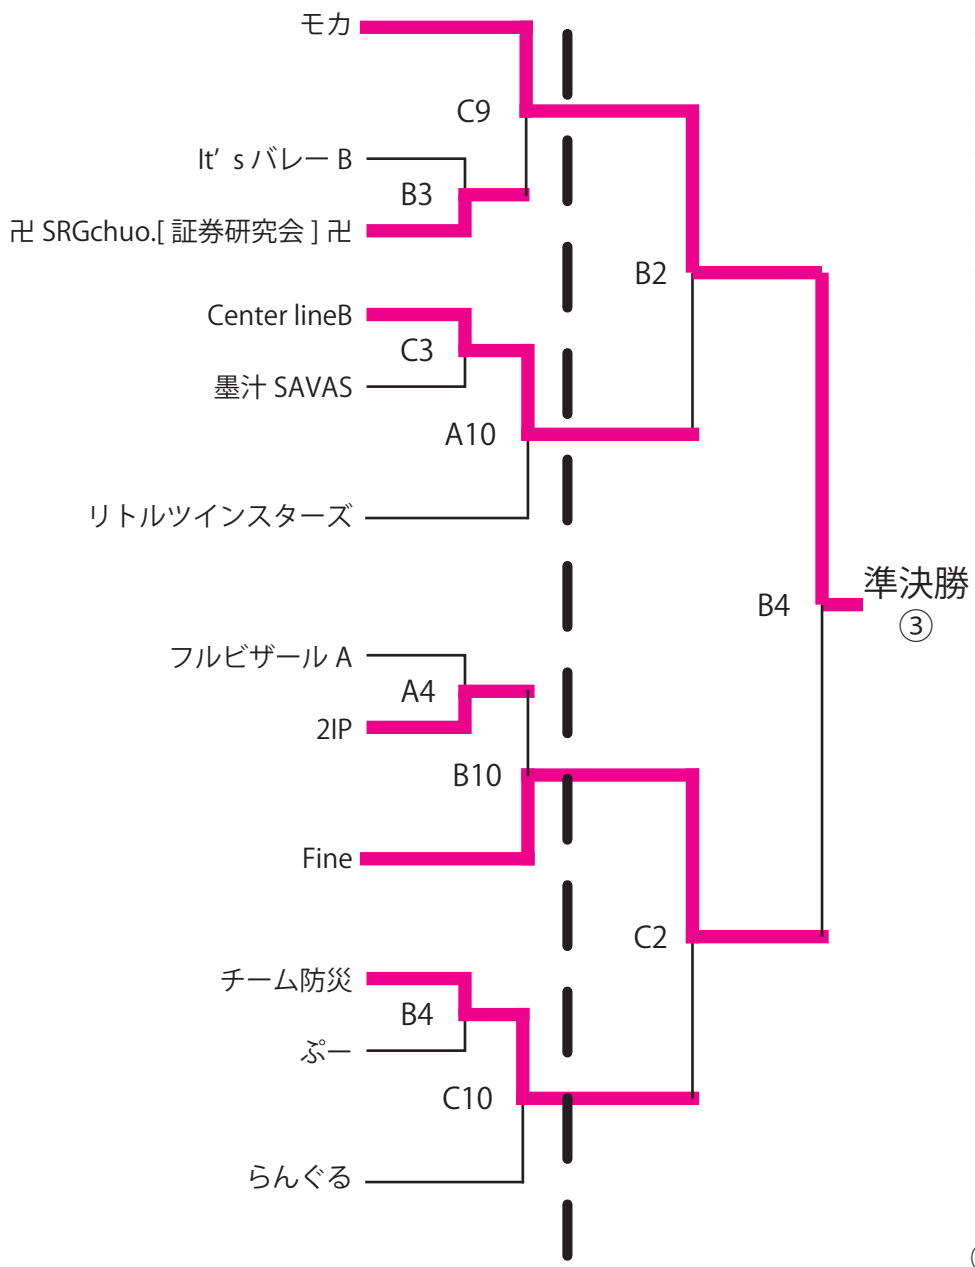 モカ
C9
It’ s バレー B
B3
卍 SRGchuo.[ 証券研究会 ] 卍
B2
Center lineB
C3
墨汁 SAVAS
A10
リトルツインスターズ
準決勝
B4
③
フルビザール A
A4
2IP
B10
Fine
C2
チーム防災
B4
ぷー
C10
らんぐる